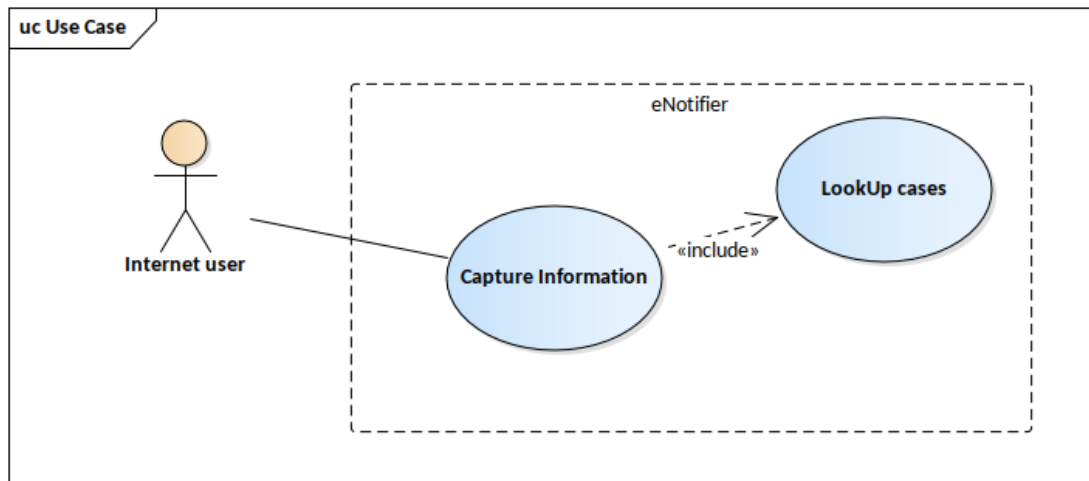 uc Use Case
eNotifier
LookUp cases
«include»
Internet user
Capture Information